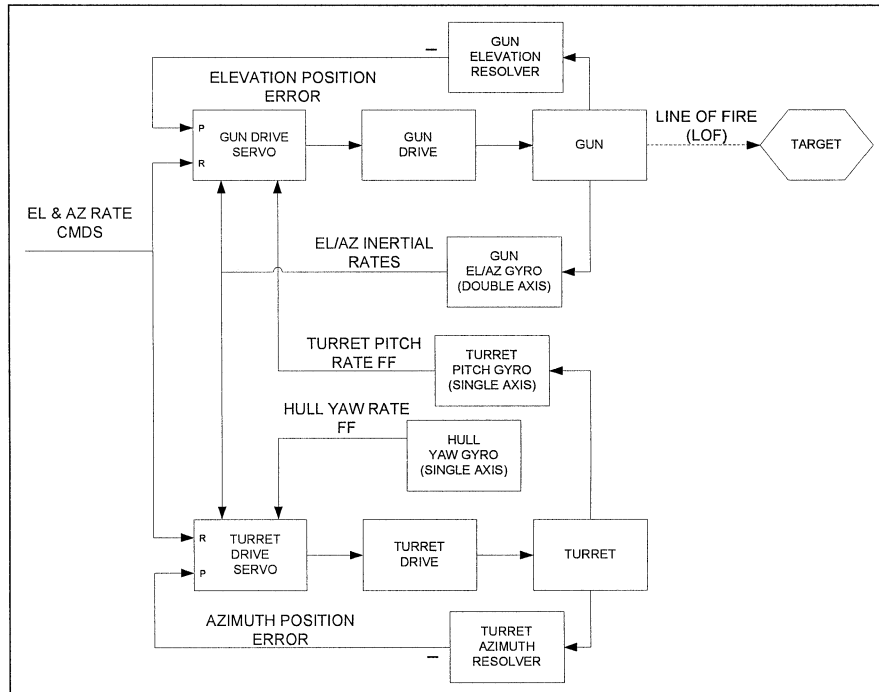 GUN
ELEVATION
RESOLVER
–
ELEVATION POSITION
ERROR
P
R
GUN DRIVE
SERVO
GUN
DRIVE
GUN
LINE OF FIRE
(LOF)
TARGET
EL & AZ RATE
CMDS
EL/AZ INERTIAL
RATES
GUN
EL/AZ GYRO
(DOUBLE AXIS)
TURRET PITCH
RATE FF
TURRET
PITCH GYRO
(SINGLE AXIS)
HULL YAW RATE
FF
HULL
YAW GYRO
(SINGLE AXIS)
R
P
TURRET
DRIVE
SERVO
TURRET
DRIVE
TURRET
AZIMUTH POSITION
ERROR
–
TURRET
AZIMUTH
RESOLVER